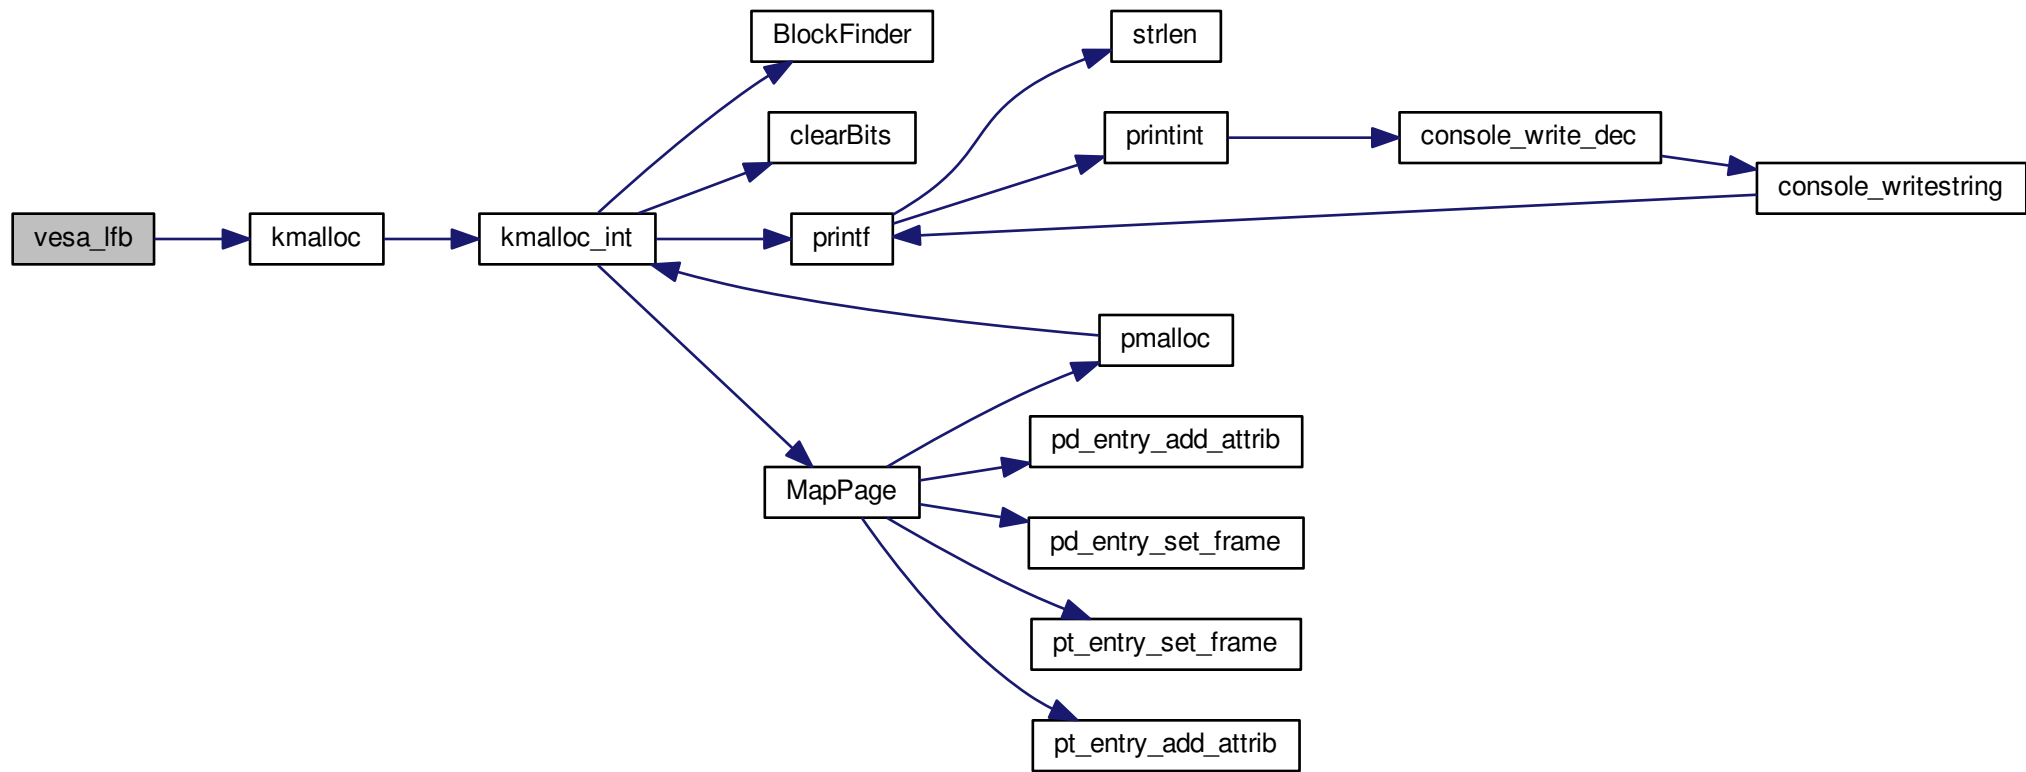 BlockFinder
strlen
clearBits
printint
console_write_dec
console_writestring
vesa_lfb
kmalloc
kmalloc_int
printf
pmalloc
pd_entry_add_attrib
MapPage
pd_entry_set_frame
pt_entry_set_frame
pt_entry_add_attrib